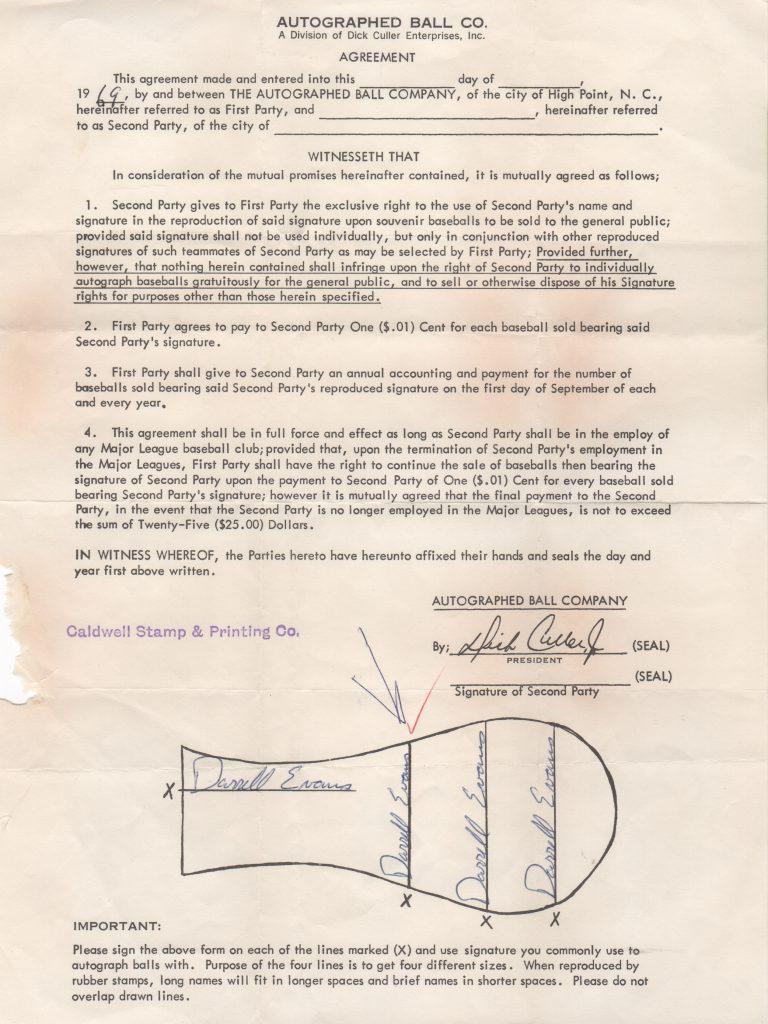 AUTOGRAPHED BALL CO.
A Division of Dick Culler Enterprises, Inc.
AGREEMENT
This agreement made and entered into this ____ day of ____,
19 69, by and between THE AUTOGRAPHED BALL COMPANY, of the city of High Point, N. C.,
hereinafter referred to as First Party, and ____, hereinafter referred
to as Second Party, of the city of ____.
WITNESSETH THAT
In consideration of the mutual promises hereinafter contained, it is mutually agreed as follows;
1. Second Party gives to First Party the exclusive right to the use of Second Party's name and
signature in the reproduction of said signature upon souvenir baseballs to be sold to the general public;
provided said signature shall not be used individually, but only in conjunction with other reproduced
signatures of such teammates of Second Party as may be selected by First Party; Provided further,
however, that nothing herein contained shall infringe upon the right of Second Party to individually
autograph baseballs gratuitously for the general public, and to sell or otherwise dispose of his Signature
rights for purposes other than those herein specified.
2. First Party agrees to pay to Second Party One ($.01) Cent for each baseball sold bearing said
Second Party's signature.
3. First Party shall give to Second Party an annual accounting and payment for the number of
baseballs sold bearing said Second Party's reproduced signature on the first day of September of each
and every year.
4. This agreement shall be in full force and effect as long as Second Party shall be in the employ of
any Major League baseball club; provided that, upon the termination of Second Party's employment in
the Major Leagues, First Party shall have the right to continue the sale of baseballs then bearing the
signature of Second Party upon the payment to Second Party of One ($.01) Cent for every baseball sold
bearing Second Party's signature; however it is mutually agreed that the final payment to the Second
Party, in the event that the Second Party is no longer employed in the Major Leagues, is not to exceed
the sum of Twenty-Five ($25.00) Dollars.
IN WITNESS WHEREOF, the Parties hereto have hereunto affixed their hands and seals the day and
year first above written.
AUTOGRAPHED BALL COMPANY
Caldwell Stamp & Printing Co.
By; Dick Culler, Jr (SEAL)
PRESIDENT
(SEAL)
Signature of Second Party
X Darrell Evans
Darrell Evans X
Darrell Evans X
Darrell Evans X
IMPORTANT:
Please sign the above form on each of the lines marked (X) and use signature you commonly use to
autograph balls with. Purpose of the four lines is to get four different sizes. When reproduced by
rubber stamps, long names will fit in longer spaces and brief names in shorter spaces. Please do not
overlap drawn lines.